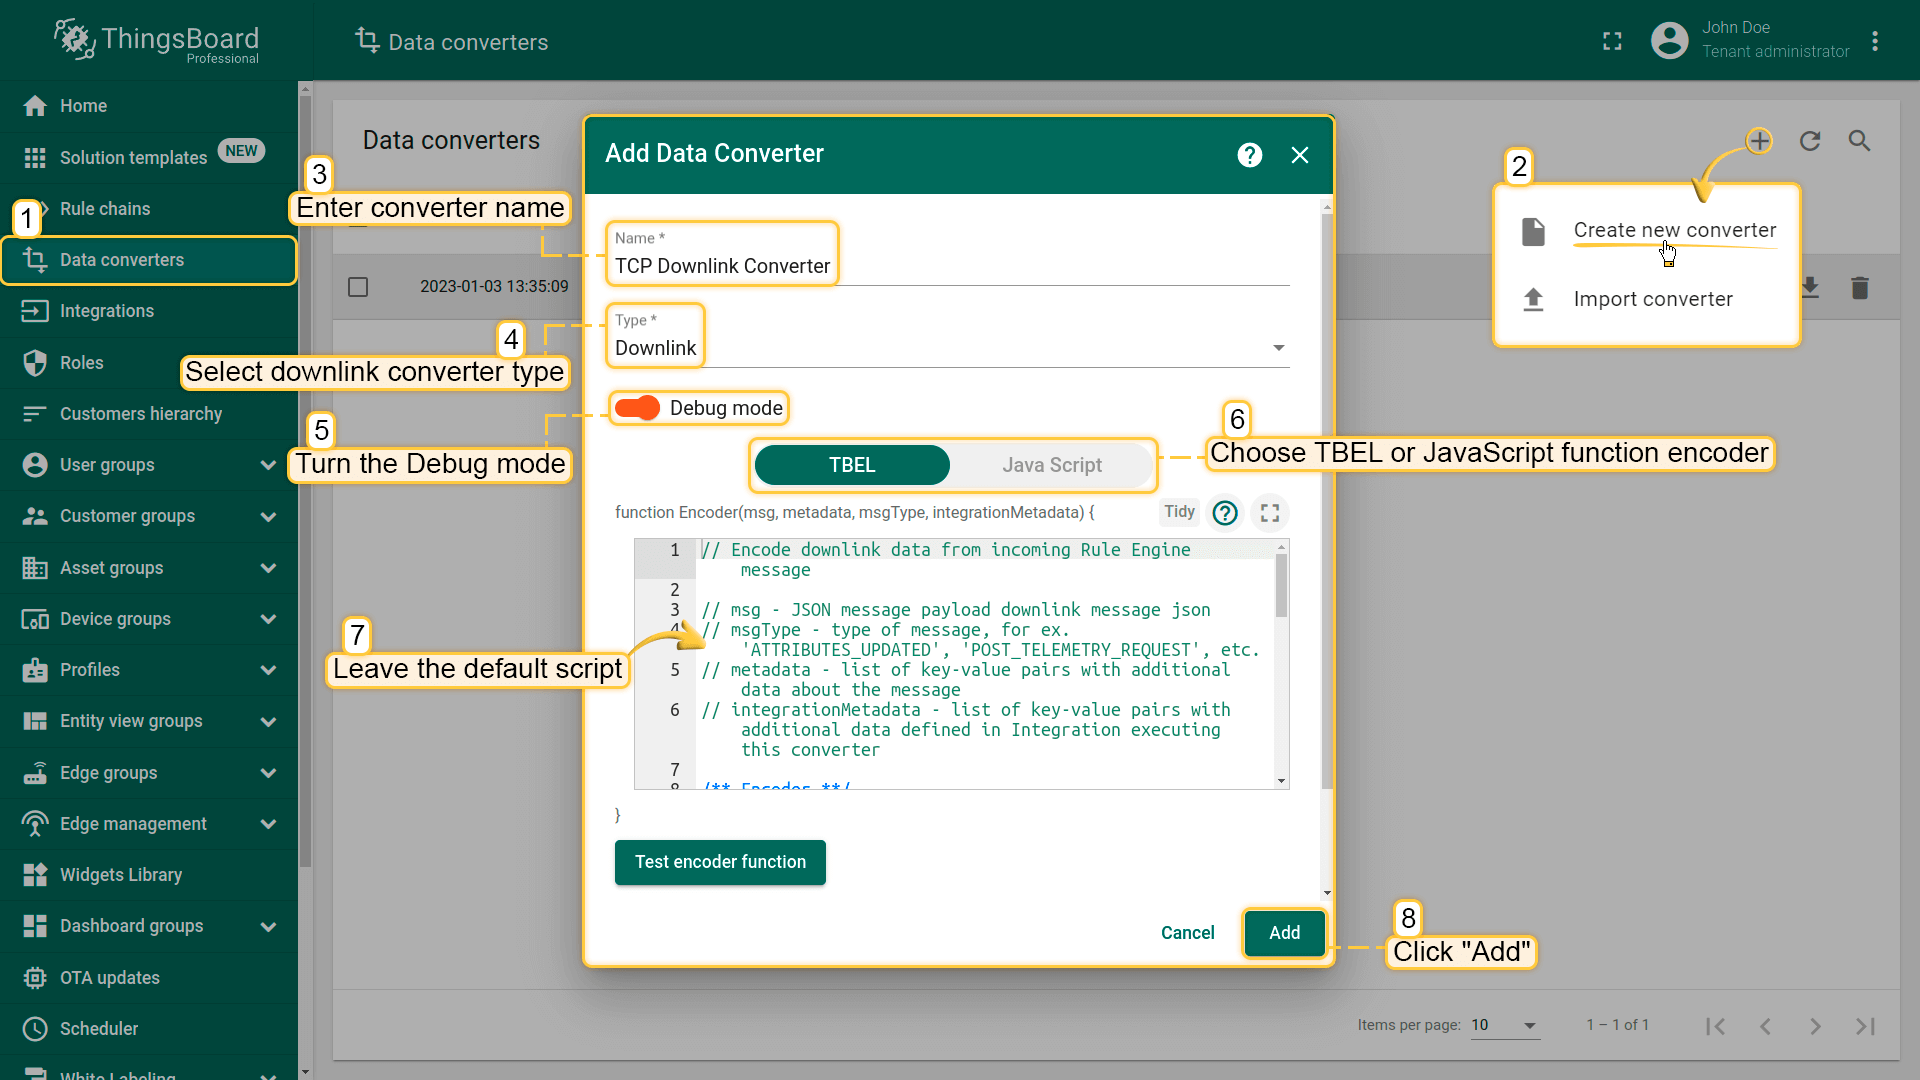 ThingsBoard
Professional
Data converters
John Doe
Tenant administrator
Home
Solution templates
NEW
Rule chains
1
Data converters
Integrations
Roles
Customers hierarchy
User groups
Customer groups
Asset groups
Device groups
Profiles
Entity view groups
Edge groups
Edge management
Widgets Library
Dashboard groups
OTA updates
Scheduler
White Labeling
Data converters
2023-01-03 13:35:09
2
Create new converter
Import converter
Add Data Converter
3
Enter converter name
Name *
TCP Downlink Converter
4
Select downlink converter type
Type *
Downlink
5
Turn the Debug mode
Debug mode
6
Choose TBEL or JavaScript function encoder
TBEL
Java Script
function Encoder(msg, metadata, msgType, integrationMetadata) {
Tidy
7
Leave the default script
1 // Encode downlink data from incoming Rule Engine
message
2
3 // msg - JSON message payload downlink message json
4 // msgType - type of message, for ex.
'ATTRIBUTES_UPDATED', 'POST_TELEMETRY_REQUEST', etc.
5 // metadata - list of key-value pairs with additional
data about the message
6 // integrationMetadata - list of key-value pairs with
additional data defined in Integration executing
this converter
7
8 /** Encoder **/
}
Test encoder function
Cancel
Add
8
Click "Add"
Items per page: 10
1 – 1 of 1